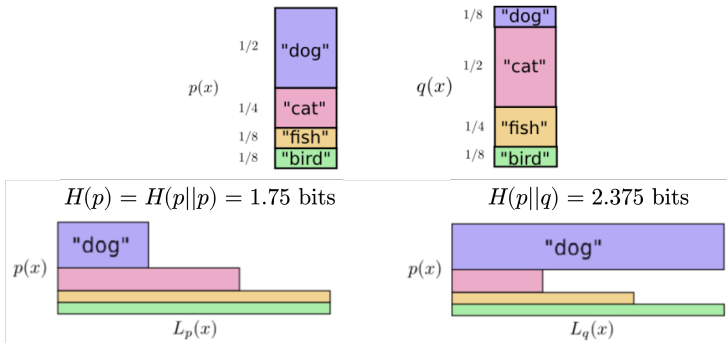 1/2
"dog"
p(x)
1/4
"cat"
1/8
"fish"
1/8
"bird"
1/8
"dog"
1/2
"cat"
q(x)
1/4
"fish"
1/8
"bird"
H(p) = H(p||p) = 1.75 bits
"dog"
p(x)
L_p(x)
H(p||q) = 2.375 bits
"dog"
p(x)
L_q(x)